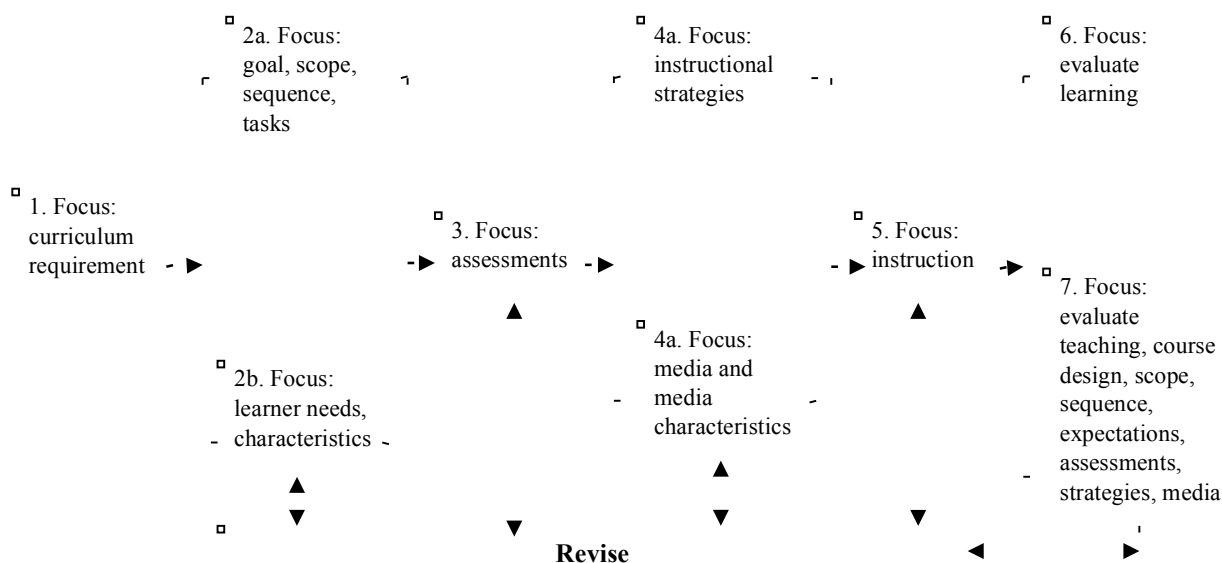 1. Focus:
curriculum
requirement
2a. Focus:
goal, scope,
sequence,
tasks
2b. Focus:
learner needs,
characteristics
3. Focus:
assessments
4a. Focus:
instructional
strategies
4a. Focus:
media and
media
characteristics
5. Focus:
instruction
6. Focus:
evaluate
learning
7. Focus:
evaluate
teaching, course
design, scope,
sequence,
expectations,
assessments,
strategies, media
Revise